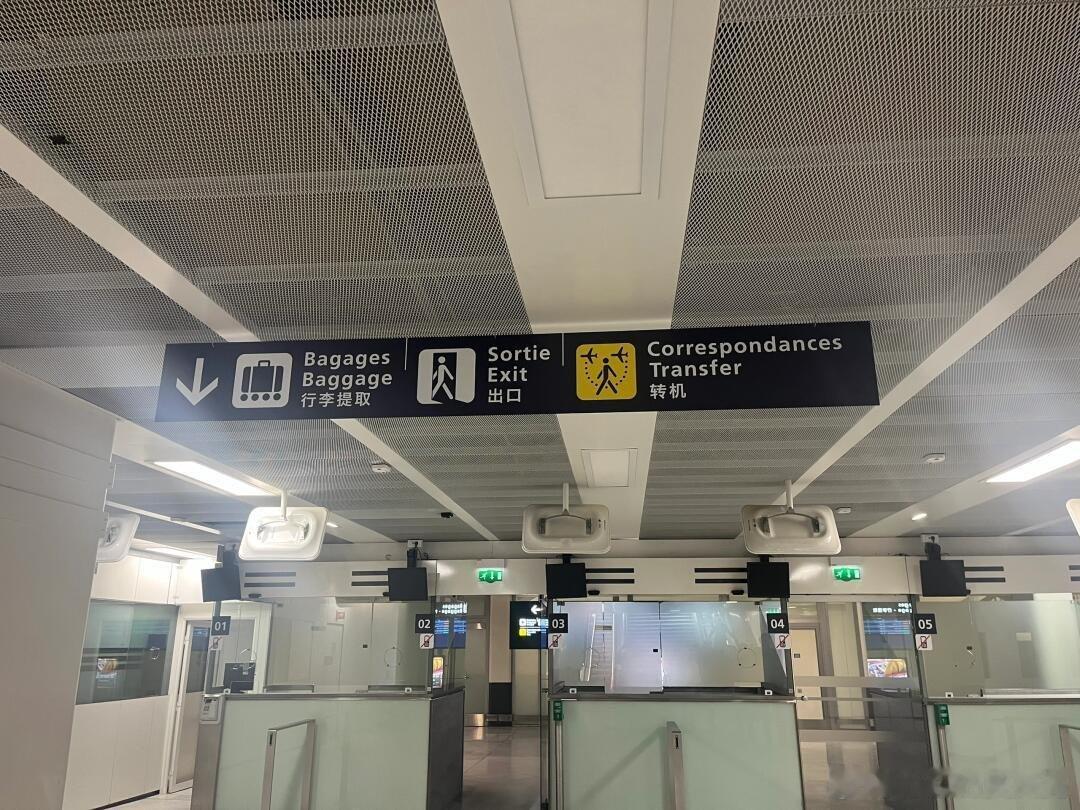 Bagages
Baggage
行李提取
Sortie
Exit
出口
Correspondances
Transfer
转机
01
02
03
04
05